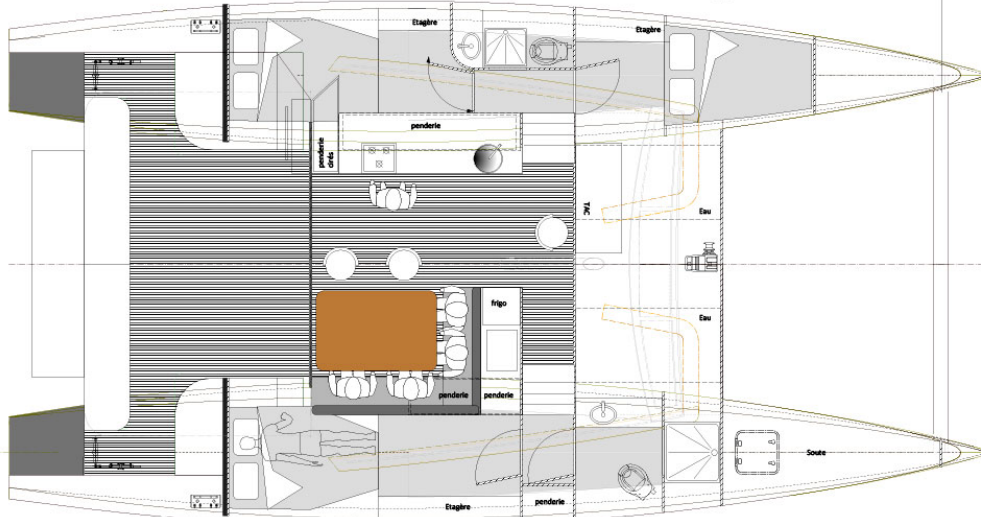 Etagère
Etagère
penderie
penderie
cirés
TAC
Eau
frigo
Eau
penderie
penderie
Soute
Etagère
penderie